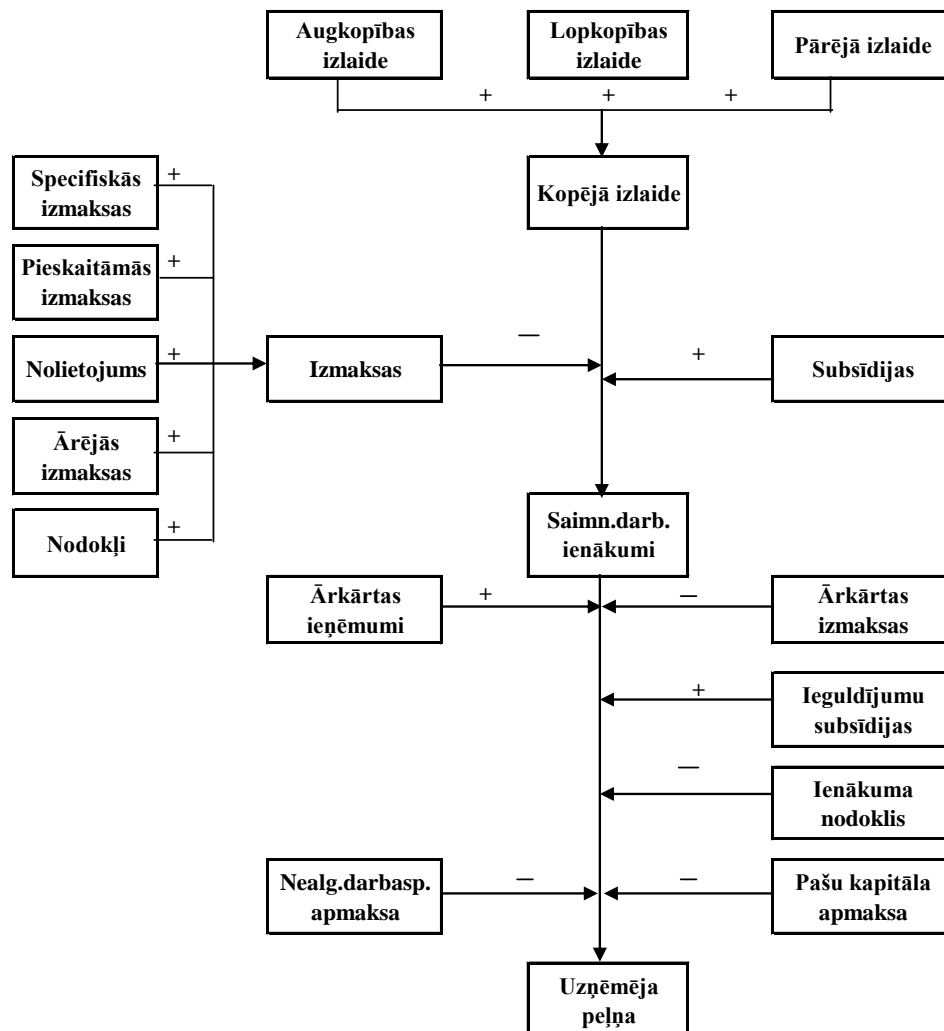 Augkopības
izlaide
Lopkopības
izlaide
Pārējā izlaide
+ + +
Specifiskās
izmaksas
+
Kopējā izlaide
Pieskaitāmās
izmaksas
+
Nolietojums
+
Izmaksas
—
+
Subsīdijas
Ārējās
izmaksas
+
Nodokļi
+
Saimn.darb.
ienākumi
Ārkārtas
ieņēmumi
+
—
Ārkārtas
izmaksas
+
Ieguldījumu
subsīdijas
—
Ienākuma
nodoklis
Nealg.darbasp.
apmaksa
—
—
Pašu kapitāla
apmaksa
Uzņēmēja
peļņa